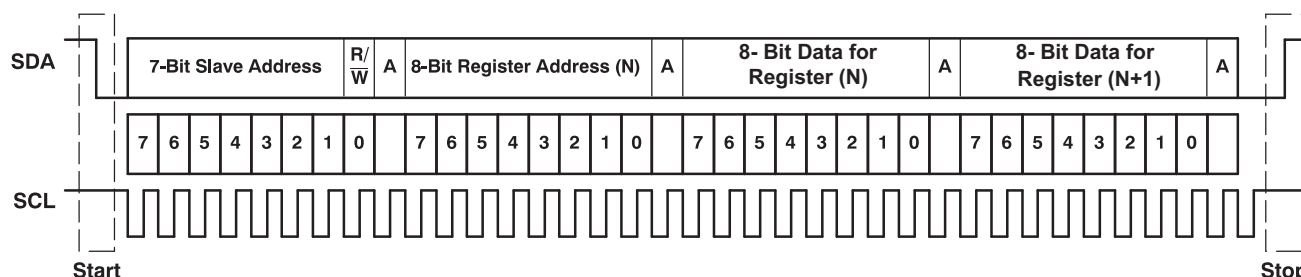 SDA
7-Bit Slave Address
R/
W
A
8-Bit Register Address (N)
A
8- Bit Data for
Register (N)
A
8- Bit Data for
Register (N+1)
A
7 6 5 4 3 2 1 0 7 6 5 4 3 2 1 0 7 6 5 4 3 2 1 0 7 6 5 4 3 2 1 0
SCL
Start
Stop